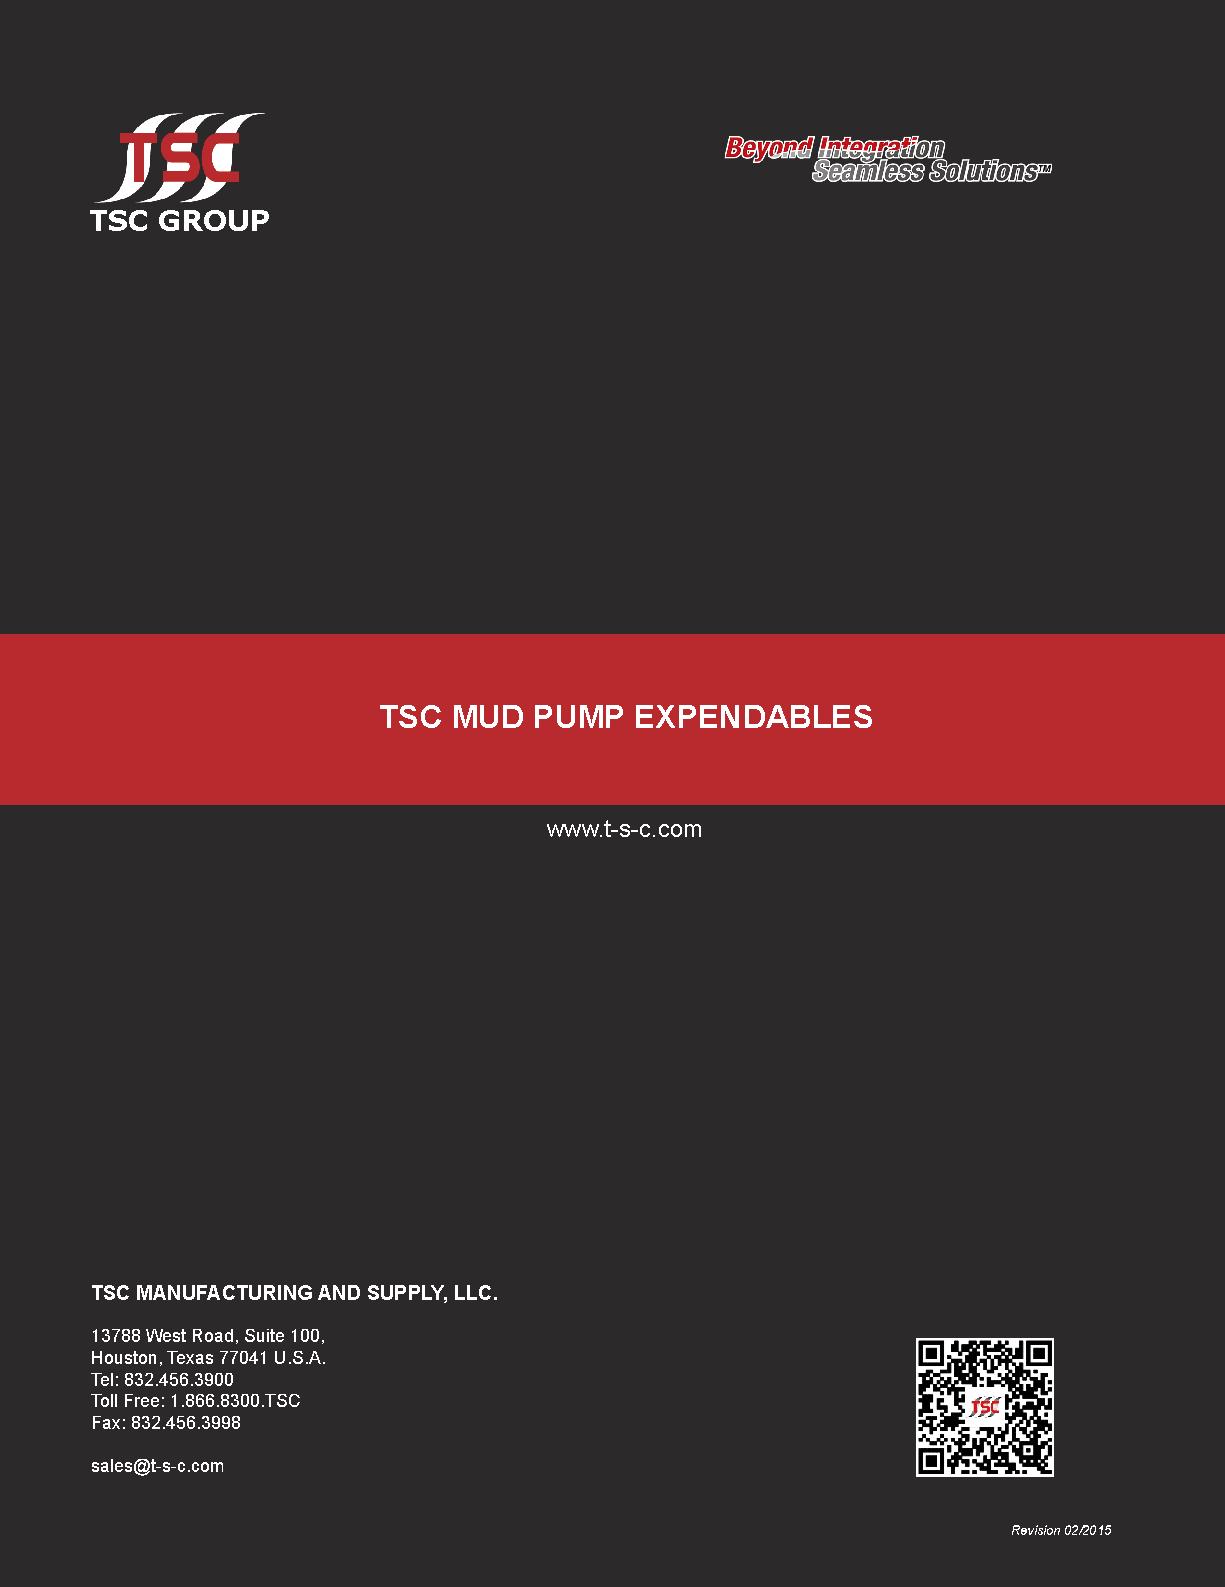 TSC
TSC GROUP
Beyond Integration
Seamless Solutions™
TSC MUD PUMP EXPENDABLES
www.t-s-c.com
TSC MANUFACTURING AND SUPPLY, LLC.
13788 West Road, Suite 100,
Houston, Texas 77041 U.S.A.
Tel: 832.456.3900
Toll Free: 1.866.8300.TSC
Fax: 832.456.3998
sales@t-s-c.com
TSC
Revision 02/2015